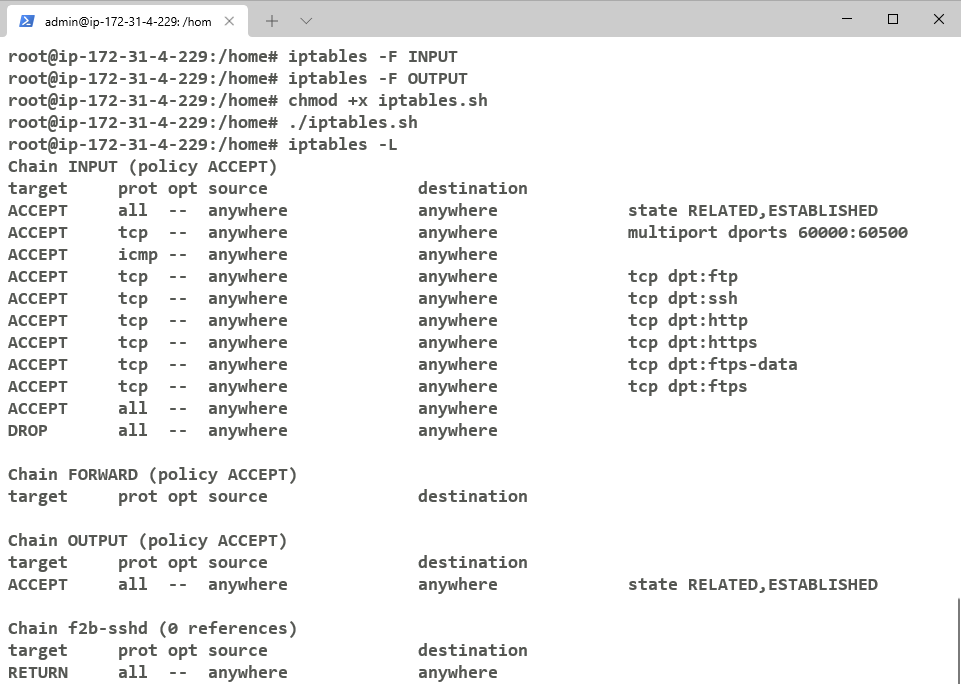 admin@ip-172-31-4-229: /hom
root@ip-172-31-4-229:/home# iptables -F INPUT
root@ip-172-31-4-229:/home# iptables -F OUTPUT
root@ip-172-31-4-229:/home# chmod +x iptables.sh
root@ip-172-31-4-229:/home# ./iptables.sh
root@ip-172-31-4-229:/home# iptables -L
Chain INPUT (policy ACCEPT)
target     prot opt source               destination
ACCEPT     all  --  anywhere             anywhere             state RELATED,ESTABLISHED
ACCEPT     tcp  --  anywhere             anywhere             multiport dports 60000:60500
ACCEPT     icmp --  anywhere             anywhere
ACCEPT     tcp  --  anywhere             anywhere             tcp dpt:ftp
ACCEPT     tcp  --  anywhere             anywhere             tcp dpt:ssh
ACCEPT     tcp  --  anywhere             anywhere             tcp dpt:http
ACCEPT     tcp  --  anywhere             anywhere             tcp dpt:https
ACCEPT     tcp  --  anywhere             anywhere             tcp dpt:ftps-data
ACCEPT     tcp  --  anywhere             anywhere             tcp dpt:ftps
ACCEPT     all  --  anywhere             anywhere
DROP       all  --  anywhere             anywhere

Chain FORWARD (policy ACCEPT)
target     prot opt source               destination

Chain OUTPUT (policy ACCEPT)
target     prot opt source               destination
ACCEPT     all  --  anywhere             anywhere             state RELATED,ESTABLISHED

Chain f2b-sshd (0 references)
target     prot opt source               destination
RETURN     all  --  anywhere             anywhere